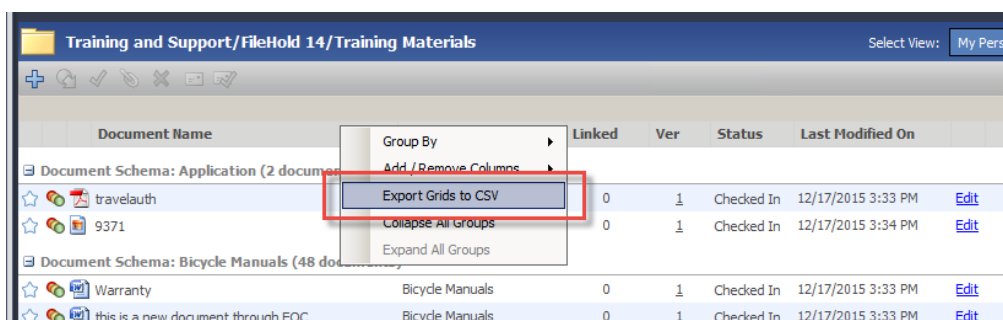 Training and Support/FileHold 14/Training Materials Select View: My Pers
Document Name Linked Ver Status Last Modified On
Group By
Document Schema: Application (2 documen
Add / Remove Columns
travelauth 0 1 Checked In 12/17/2015 3:33 PM Edit
Export Grids to CSV
9371 0 1 Checked In 12/17/2015 3:34 PM Edit
Collapse All Groups
Expand All Groups
Document Schema: Bicycle Manuals (48 documents)
Warranty Bicycle Manuals 0 1 Checked In 12/17/2015 3:33 PM Edit
this is a new document through FOC Bicycle Manuals 0 1 Checked In 12/17/2015 3:33 PM Edit